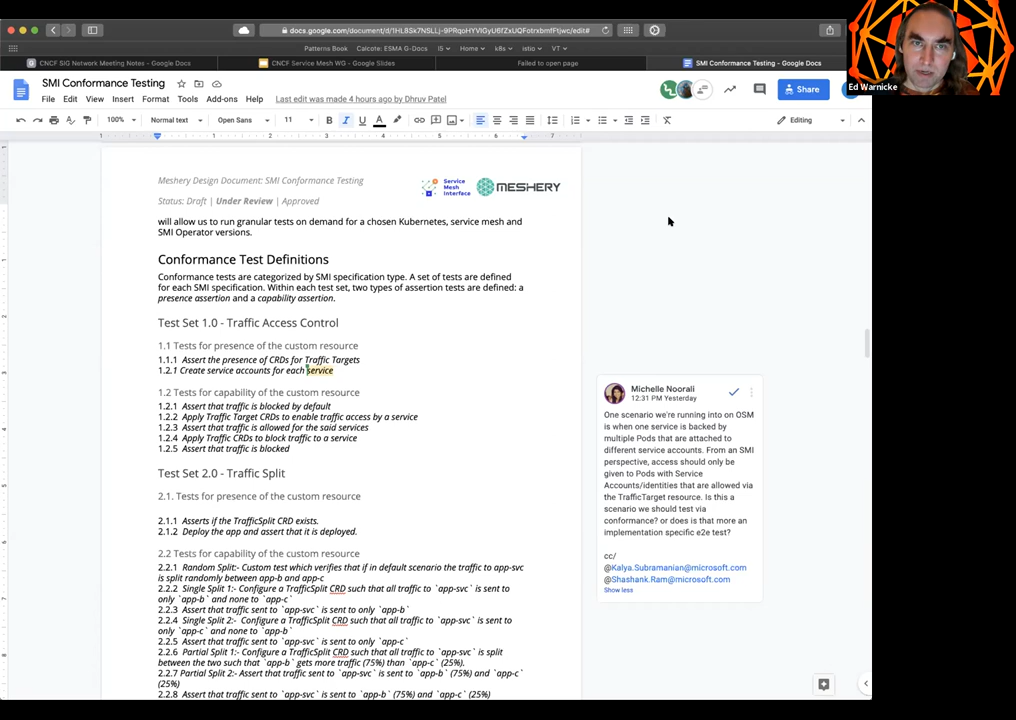 docs.google.com/document/d/1HL8Sk7NSLLj-9PRqoHYVlGyU6fZxUQFotrxbmfFtjwc/edit#
Patterns Book
Calcote: ESMA G-Docs
l5
Home
k8s
istio
VT
CNCF SIG Network Meeting Notes - Google Docs
CNCF Service Mesh WG - Google Slides
Failed to open page
SMI Conformance Testing - Google Docs
Ed Warnicke
SMI Conformance Testing
File Edit View Insert Format Tools Add-ons Help
Last edit was made 4 hours ago by Dhruv Patel
Share
100%
Normal text
Open Sans
11
B I U A
Editing
1 1 2 3 4 5 6 7
Meshery Design Document: SMI Conformance Testing
Status: Draft | Under Review | Approved
Service
Mesh
Interface
MESHERY
will allow us to run granular tests on demand for a chosen Kubernetes, service mesh and
SMI Operator versions.
Conformance Test Definitions
Conformance tests are categorized by SMI specification type. A set of tests are defined
for each SMI specification. Within each test set, two types of assertion tests are defined: a
presence assertion and a capability assertion.
Test Set 1.0 - Traffic Access Control
1.1 Tests for presence of the custom resource
1.1.1 Assert the presence of CRDs for Traffic Targets
1.2.1 Create service accounts for each service
1.2 Tests for capability of the custom resource
1.2.1 Assert that traffic is blocked by default
1.2.2 Apply Traffic Target CRDs to enable traffic access by a service
1.2.3 Assert that traffic is allowed for the said services
1.2.4 Apply Traffic CRDs to block traffic to a service
1.2.5 Assert that traffic is blocked
Test Set 2.0 - Traffic Split
2.1. Tests for presence of the custom resource
2.1.1 Asserts if the TrafficSplit CRD exists.
2.1.2 Deploy the app and assert that it is deployed.
2.2 Tests for capability of the custom resource
2.2.1 Random Split:- Custom test which verifies that if in default scenario the traffic to app-svc
is split randomly between app-b and app-c
2.2.2 Single Split 1:- Configure a TrafficSplit CRD such that all traffic to `app-svc` is sent to
only `app-b` and none to `app-c`
2.2.3 Assert that traffic sent to `app-svc` is sent to only `app-b`
2.2.4 Single Split 2:- Configure a TrafficSplit CRD such that all traffic to `app-svc` is sent to
only `app-c` and none to `app-b`
2.2.5 Assert that traffic sent to `app-svc` is sent to only `app-c`
2.2.6 Partial Split 1:- Configure a TrafficSplit CRD such that all traffic to `app-svc` is split
between the two such that `app-b` gets more traffic (75%) than `app-c` (25%).
2.2.7 Partial Split 2:- Assert that traffic sent to `app-svc` is sent to `app-b` (75%) and `app-c`
(25%)
2.2.8 Assert that traffic sent to `app-svc` is sent to `app-b` (75%) and `app-c` (25%)
Michelle Noorali
12:31 PM Yesterday
One scenario we're running into on OSM
is when one service is backed by
multiple Pods that are attached to
different service accounts. From an SMI
perspective, access should only be
given to Pods with Service
Accounts/identities that are allowed via
the TrafficTarget resource. Is this a
scenario we should test via
conformance? or does is that more an
implementation specific e2e test?
cc/
@Kalya.Subramanian@microsoft.com
@Shashank.Ram@microsoft.com
Show less